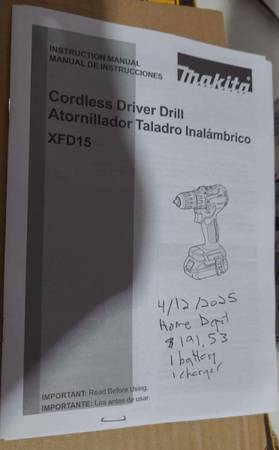 INSTRUCTION MANUAL
MANUAL DE INSTRUCCIONES
makita
Cordless Driver Drill
Atornillador Taladro Inalámbrico
XFD15
4/12/2025
Home Depot
$191.53
1 battery
1 charger
IMPORTANT: Read Before Using.
IMPORTANTE: Lea antes de usar.